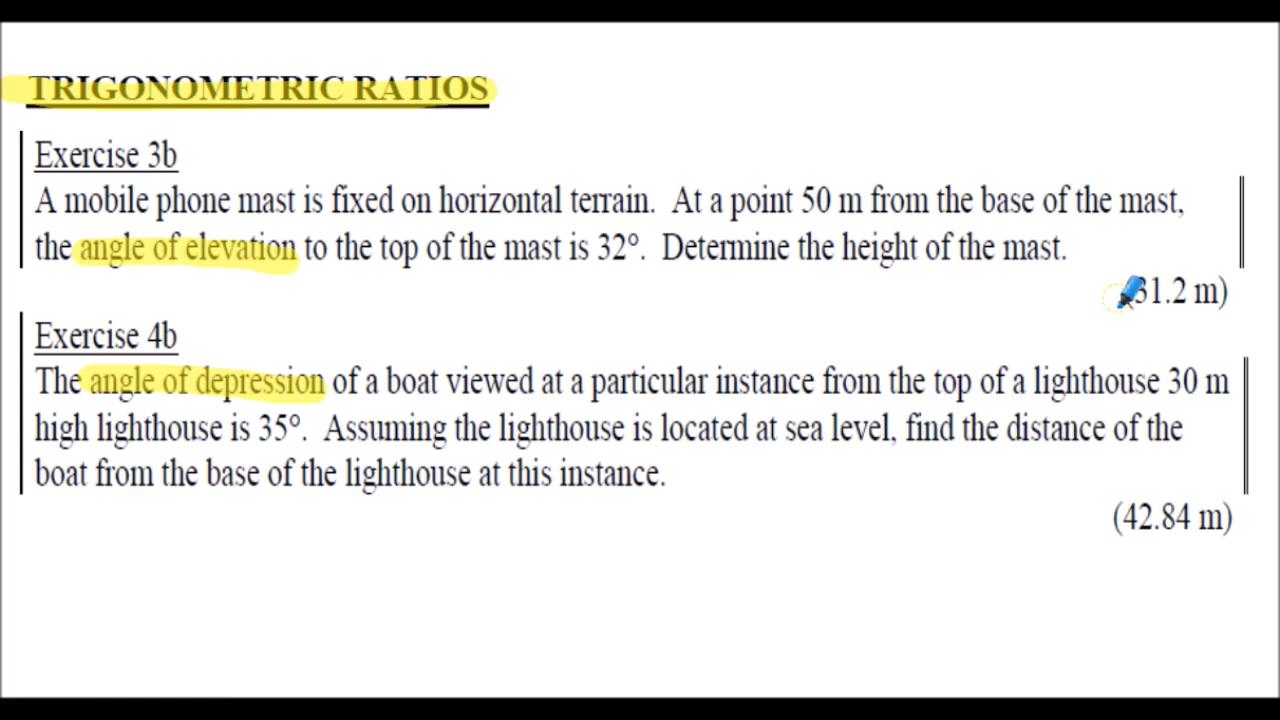 TRIGONOMETRIC RATIOS
Exercise 3b
A mobile phone mast is fixed on horizontal terrain. At a point 50 m from the base of the mast,
the angle of elevation to the top of the mast is 32°. Determine the height of the mast.
(31.2 m)
Exercise 4b
The angle of depression of a boat viewed at a particular instance from the top of a lighthouse 30 m
high lighthouse is 35°. Assuming the lighthouse is located at sea level, find the distance of the
boat from the base of the lighthouse at this instance.
(42.84 m)